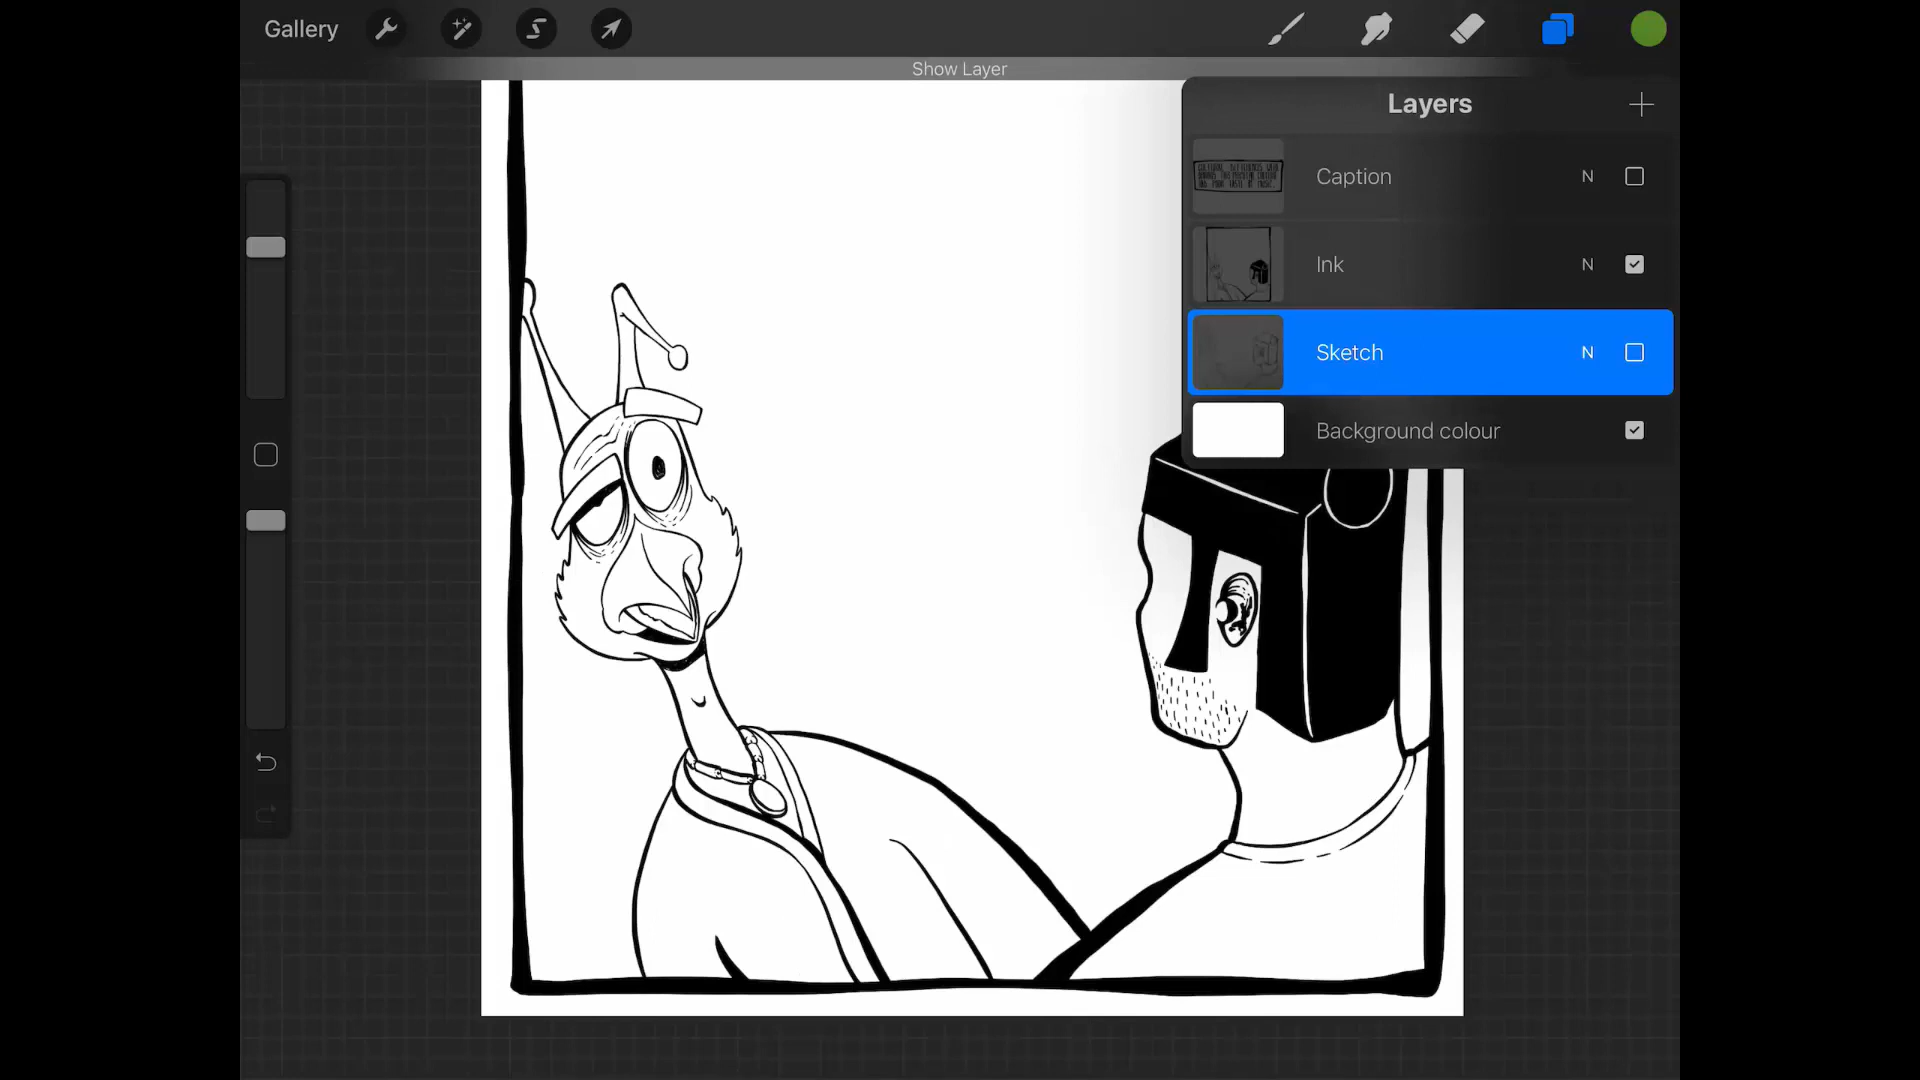 Gallery
Show Layer
Layers
Caption N
Ink N
Sketch N
Background colour